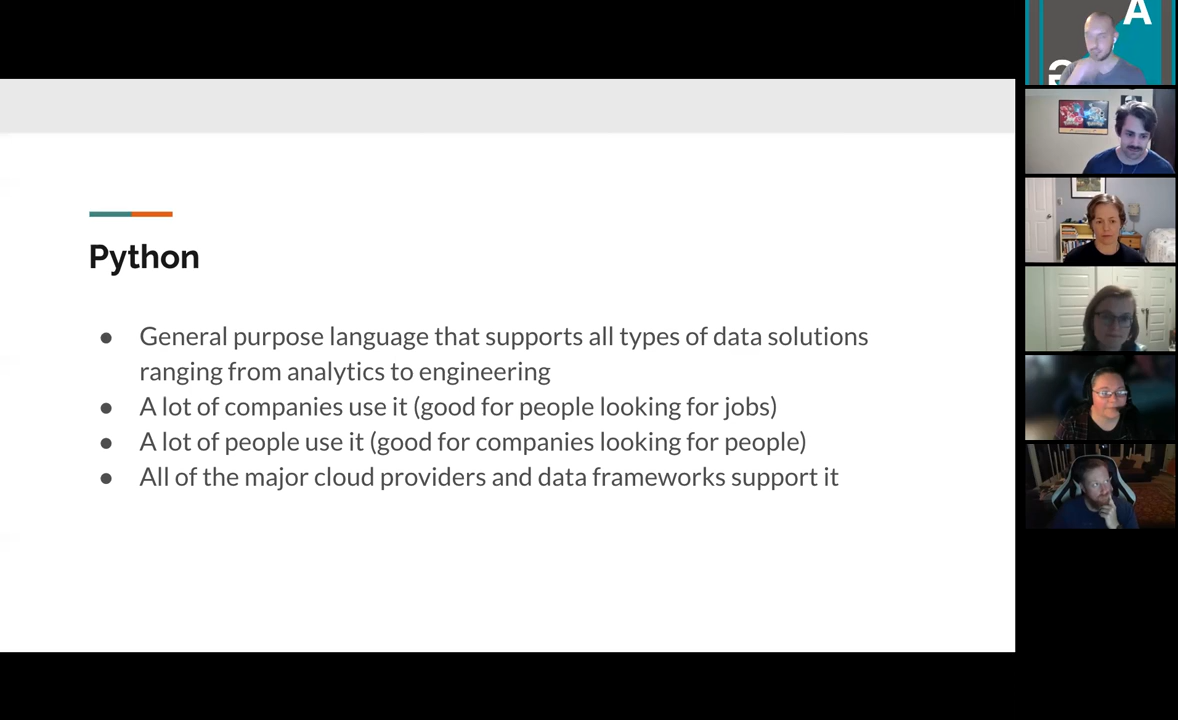 Python
● General purpose language that supports all types of data solutions
ranging from analytics to engineering
● A lot of companies use it (good for people looking for jobs)
● A lot of people use it (good for companies looking for people)
● All of the major cloud providers and data frameworks support it
A